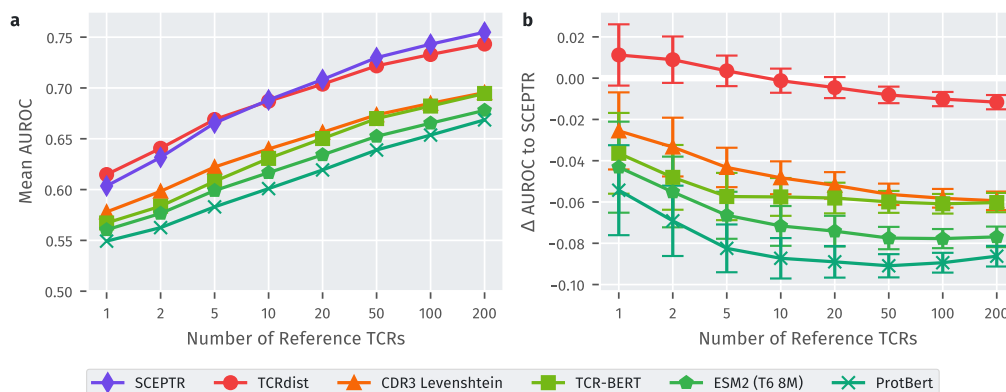 a
Mean AUROC
0.75
0.70
0.65
0.60
0.55
0.50
1 2 5 10 20 50 100 200
Number of Reference TCRs
b
Δ AUROC to SCEPTR
0.02
0.00
−0.02
−0.04
−0.06
−0.08
−0.10
1 2 5 10 20 50 100 200
Number of Reference TCRs
SCEPTR TCRdist CDR3 Levenshtein TCR-BERT ESM2 (T6 8M) ProtBert